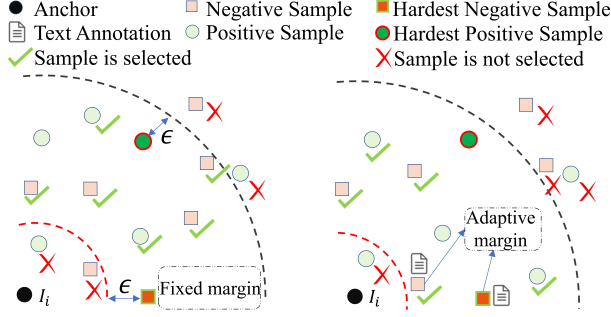 Anchor
Negative Sample
Hardest Negative Sample
Text Annotation
Positive Sample
Hardest Positive Sample
Sample is selected
Sample is not selected
ϵ
ϵ
Fixed margin
I_i
Adaptive
margin
I_i